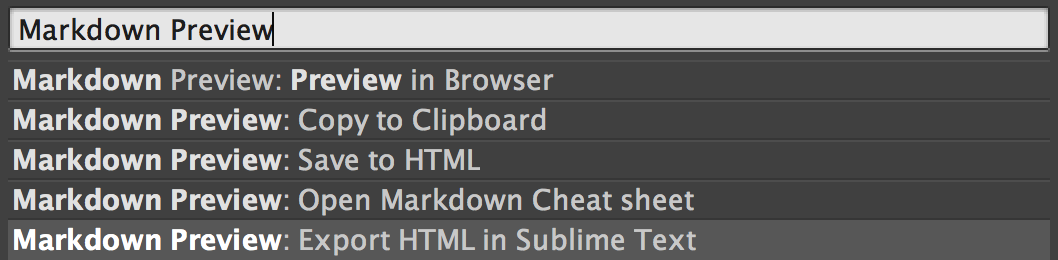 Markdown Preview
Markdown Preview: Preview in Browser
Markdown Preview: Copy to Clipboard
Markdown Preview: Save to HTML
Markdown Preview: Open Markdown Cheat sheet
Markdown Preview: Export HTML in Sublime Text